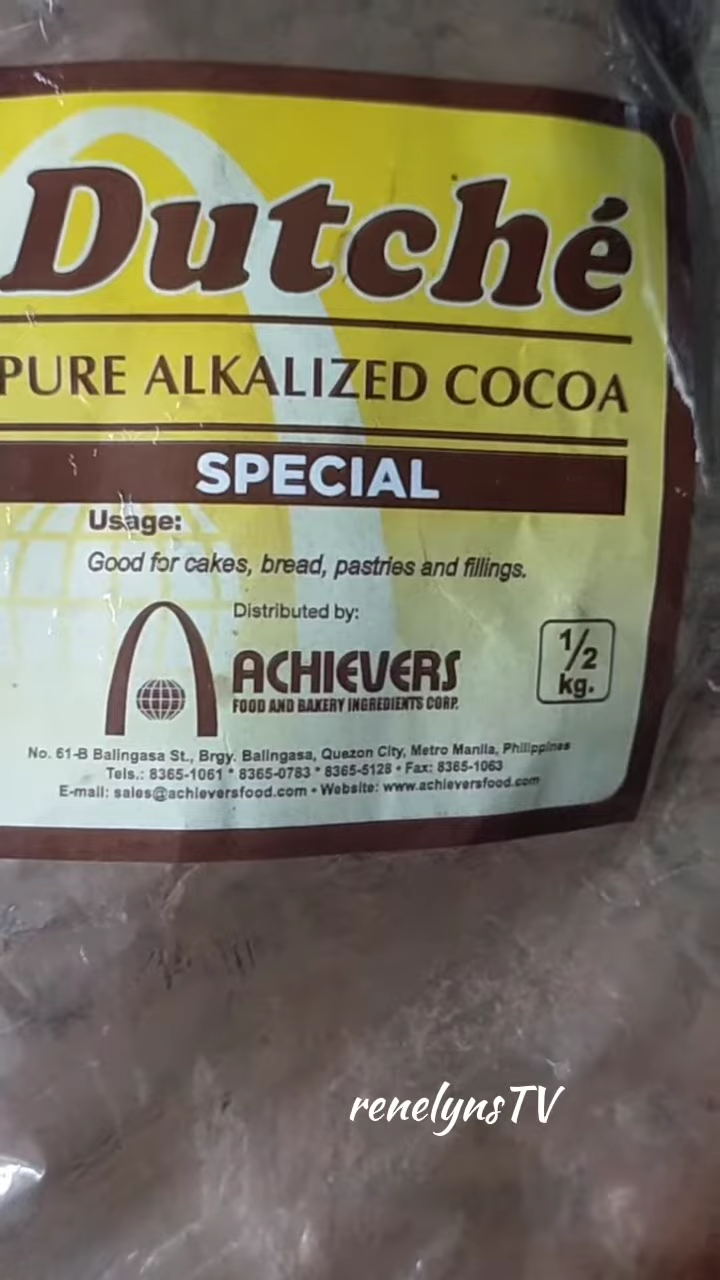 Dutché
PURE ALKALIZED COCOA
SPECIAL
Usage:
Good for cakes, bread, pastries and fillings.
Distributed by:
ACHIEVERS
FOOD AND BAKERY INGREDIENTS CORP.
1/2
kg.
No. 61-B Balingasa St., Brgy. Balingasa, Quezon City, Metro Manila, Philippines
Tels.: 8365-1061 * 8365-0783 * 8365-5128 • Fax: 8365-1063
E-mail: sales@achieversfood.com • Website: www.achieversfood.com
renelynsTV